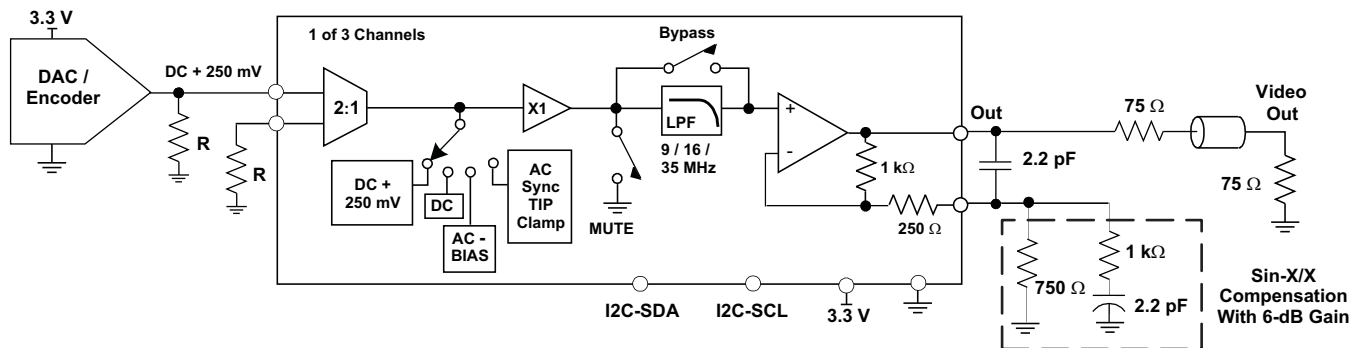 3.3 V
DAC /
Encoder
DC + 250 mV
R
R
1 of 3 Channels
2:1
DC +
250 mV
DC
AC -
BIAS
AC
Sync
TIP
Clamp
X1
MUTE
Bypass
LPF
9 / 16 /
35 MHz
+
-
1 kΩ
250 Ω
Out
2.2 pF
75 Ω
Video
Out
75 Ω
750 Ω
1 kΩ
2.2 pF
Sin-X/X
Compensation
With 6-dB Gain
I2C-SDA
I2C-SCL
3.3 V